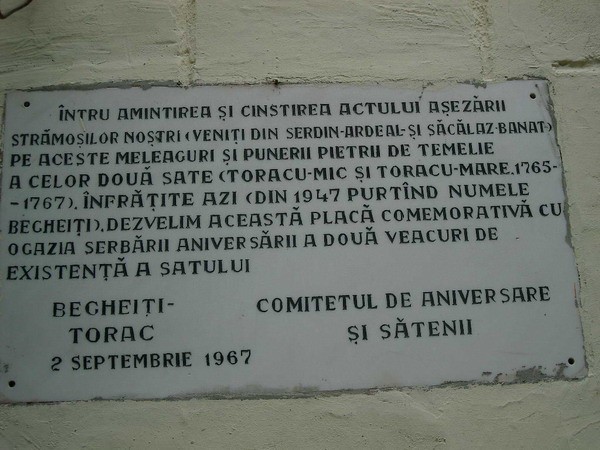 ÎNTRU AMINTIREA ȘI CINSTIREA ACTULUI AȘEZĂRII
STRĂMOȘILOR NOȘTRI (VENIȚI DIN SERDIN-ARDEAL-ȘI SĂCĂLAZ-BANAT)
PE ACESTE MELEAGURI ȘI PUNERII PIETRII DE TEMELIE
A CELOR DOUĂ SATE (TORACU-MIC ȘI TORACU-MARE.1765-
-1767). ÎNFRĂȚITE AZI (DIN 1947 PURTÎND NUMELE
BEGHEIȚI). DEZVELIM ACEASTĂ PLACĂ COMEMORATIVĂ CU
OGAZIA SERBĂRII ANIVERSĂRII A DOUĂ VEACURI DE
EXISTENȚĂ A SATULUI
BEGHEIȚI-
TORAC
2 SEPTEMBRIE 1967
COMITETUL DE ANIVERSARE
ȘI SĂTENII